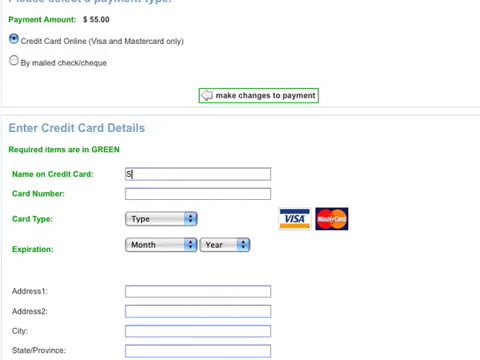 Please select a payment type:
Payment Amount: $ 55.00
Credit Card Online (Visa and Mastercard only)
By mailed check/cheque
make changes to payment
Enter Credit Card Details
Required items are in GREEN
Name on Credit Card: S
Card Number:
Card Type: Type VISA MasterCard
Expiration: Month Year
Address1:
Address2:
City:
State/Province: